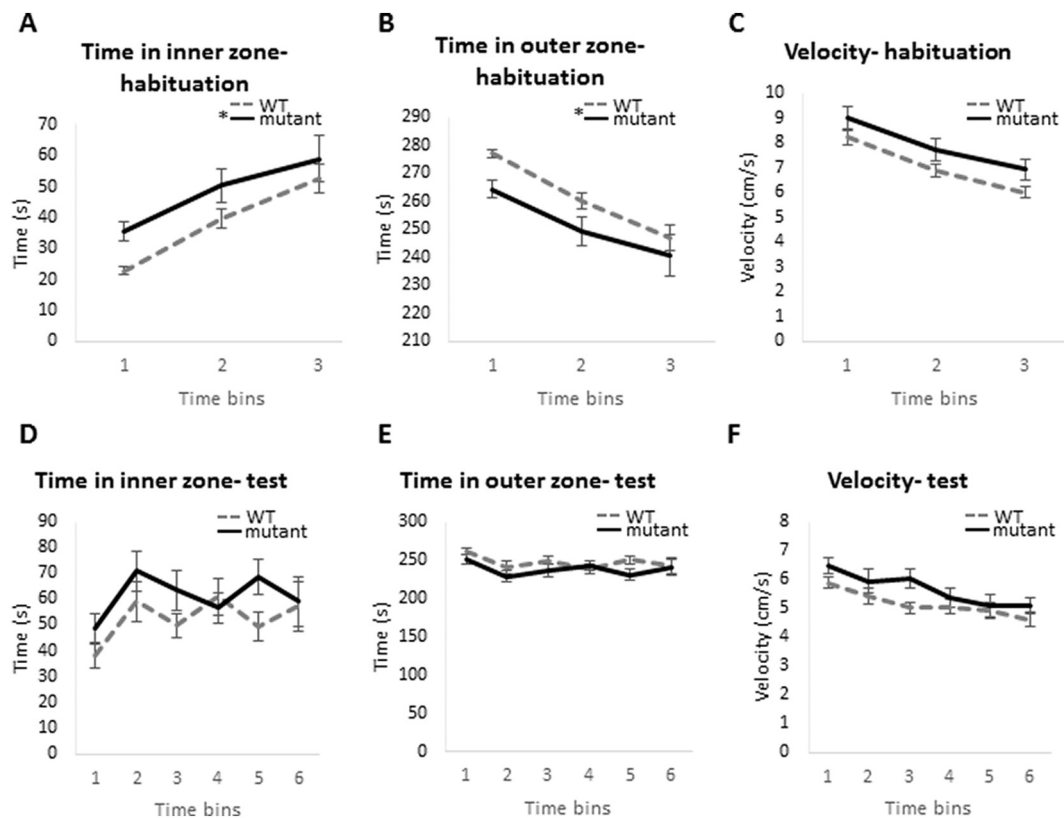 A
Time in inner zone-
habituation
WT
* mutant
70
60
50
40
30
20
10
0
Time (s)
1 2 3
Time bins
B
Time in outer zone-
habituation
WT
* mutant
290
280
270
260
250
240
230
220
210
Time (s)
1 2 3
Time bins
C
Velocity- habituation
WT
mutant
10
9
8
7
6
5
4
3
2
1
0
Velocity (cm/s)
1 2 3
Time bins
D
Time in inner zone- test
WT
mutant
90
80
70
60
50
40
30
20
10
0
Time (s)
1 2 3 4 5 6
Time bins
E
Time in outer zone- test
WT
mutant
300
250
200
150
100
50
0
Time (s)
1 2 3 4 5 6
Time bins
F
Velocity- test
WT
mutant
8
7
6
5
4
3
2
1
0
Velocity (cm/s)
1 2 3 4 5 6
Time bins